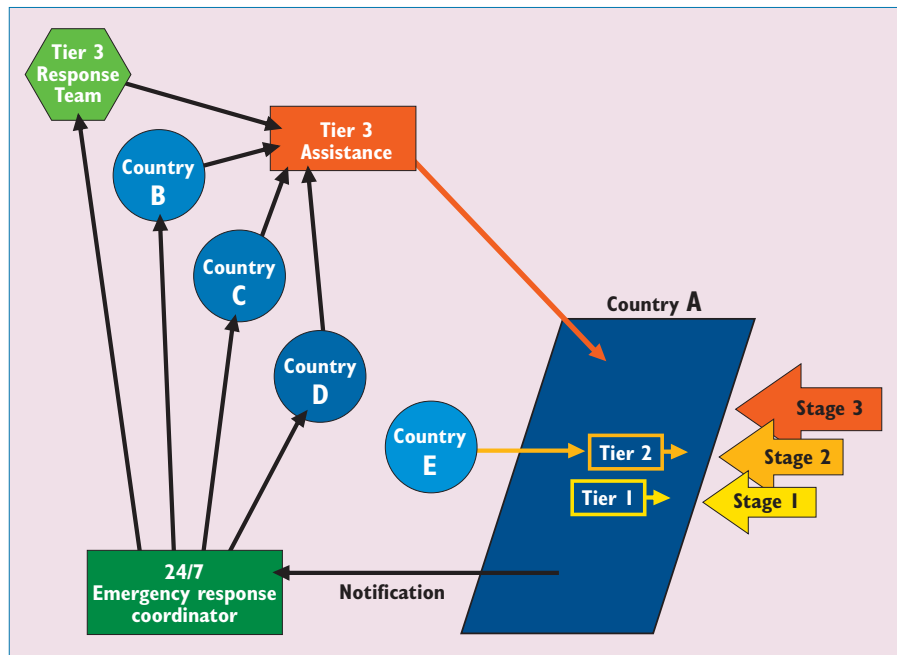 Tier 3
Response
Team
Tier 3
Assistance
Country
B
Country
C
Country A
Country
D
Stage 3
Country
E
Tier 2
Stage 2
Tier 1
Stage 1
24/7
Emergency response
coordinator
Notification